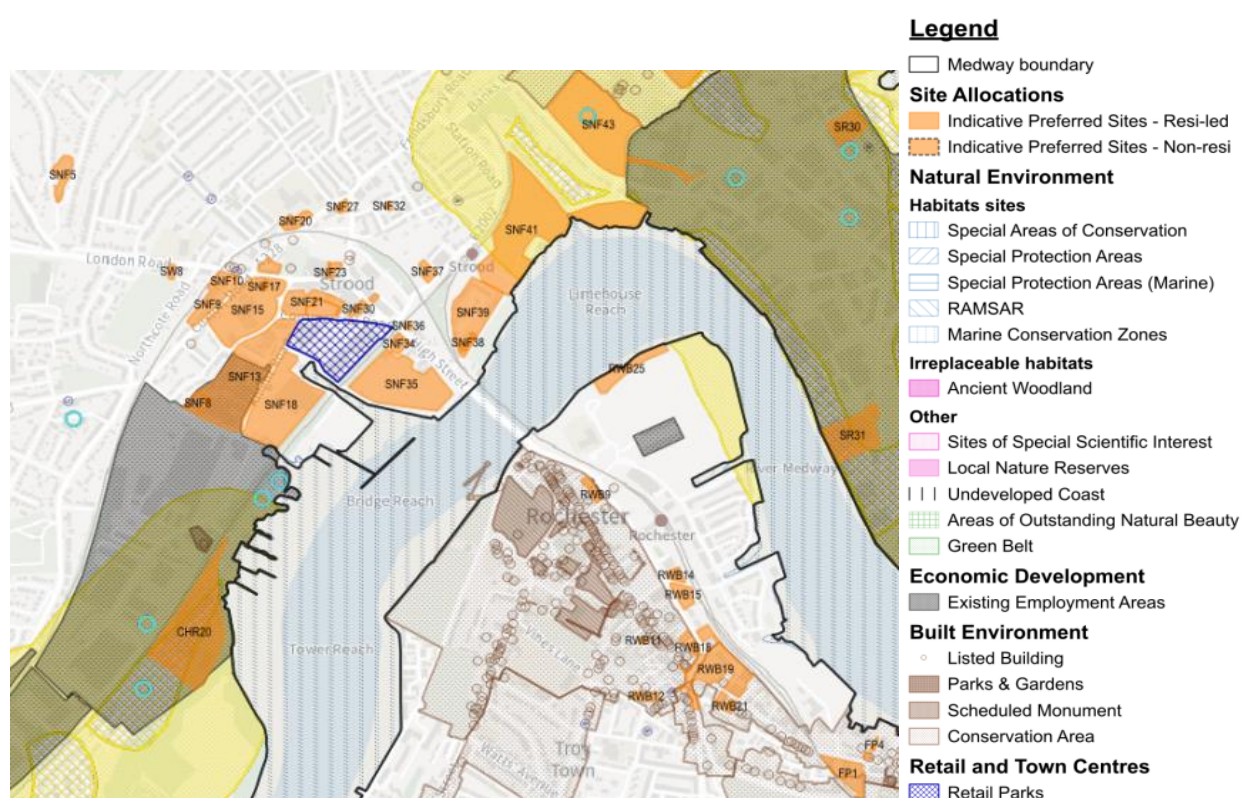 Legend
Medway boundary
Site Allocations
Indicative Preferred Sites - Resi-led
Indicative Preferred Sites - Non-resi
Natural Environment
Habitats sites
Special Areas of Conservation
Special Protection Areas
Special Protection Areas (Marine)
RAMSAR
Marine Conservation Zones
Irreplaceable habitats
Ancient Woodland
Other
Sites of Special Scientific Interest
Local Nature Reserves
Undeveloped Coast
Areas of Outstanding Natural Beauty
Green Belt
Economic Development
Existing Employment Areas
Built Environment
Listed Building
Parks & Gardens
Scheduled Monument
Conservation Area
Retail and Town Centres
Retail Parks
SNF43
SR30
SNF5
Station Road
SNF27
SNF32
SNF20
SNF41
London Road
SW8
SNF10
SNF17
SNF23
Strood
SNF37
Strood
Limehouse
Reach
SNF9
SNF15
SNF21
SNF30
SNF39
SNF36
SNF34
SNF38
High Street
Northcote Road
SNF13
SNF35
RWB25
SNF8
SNF18
SR31
River Medway
Bridge Reach
RWB9
Rochester
Rochester
RWB14
RWB15
CHR20
Tower Reach
Vines Lane
RWB11
RWB19
RWB12
RWB21
Watts Avenue
Troy
Town
FP4
FP1